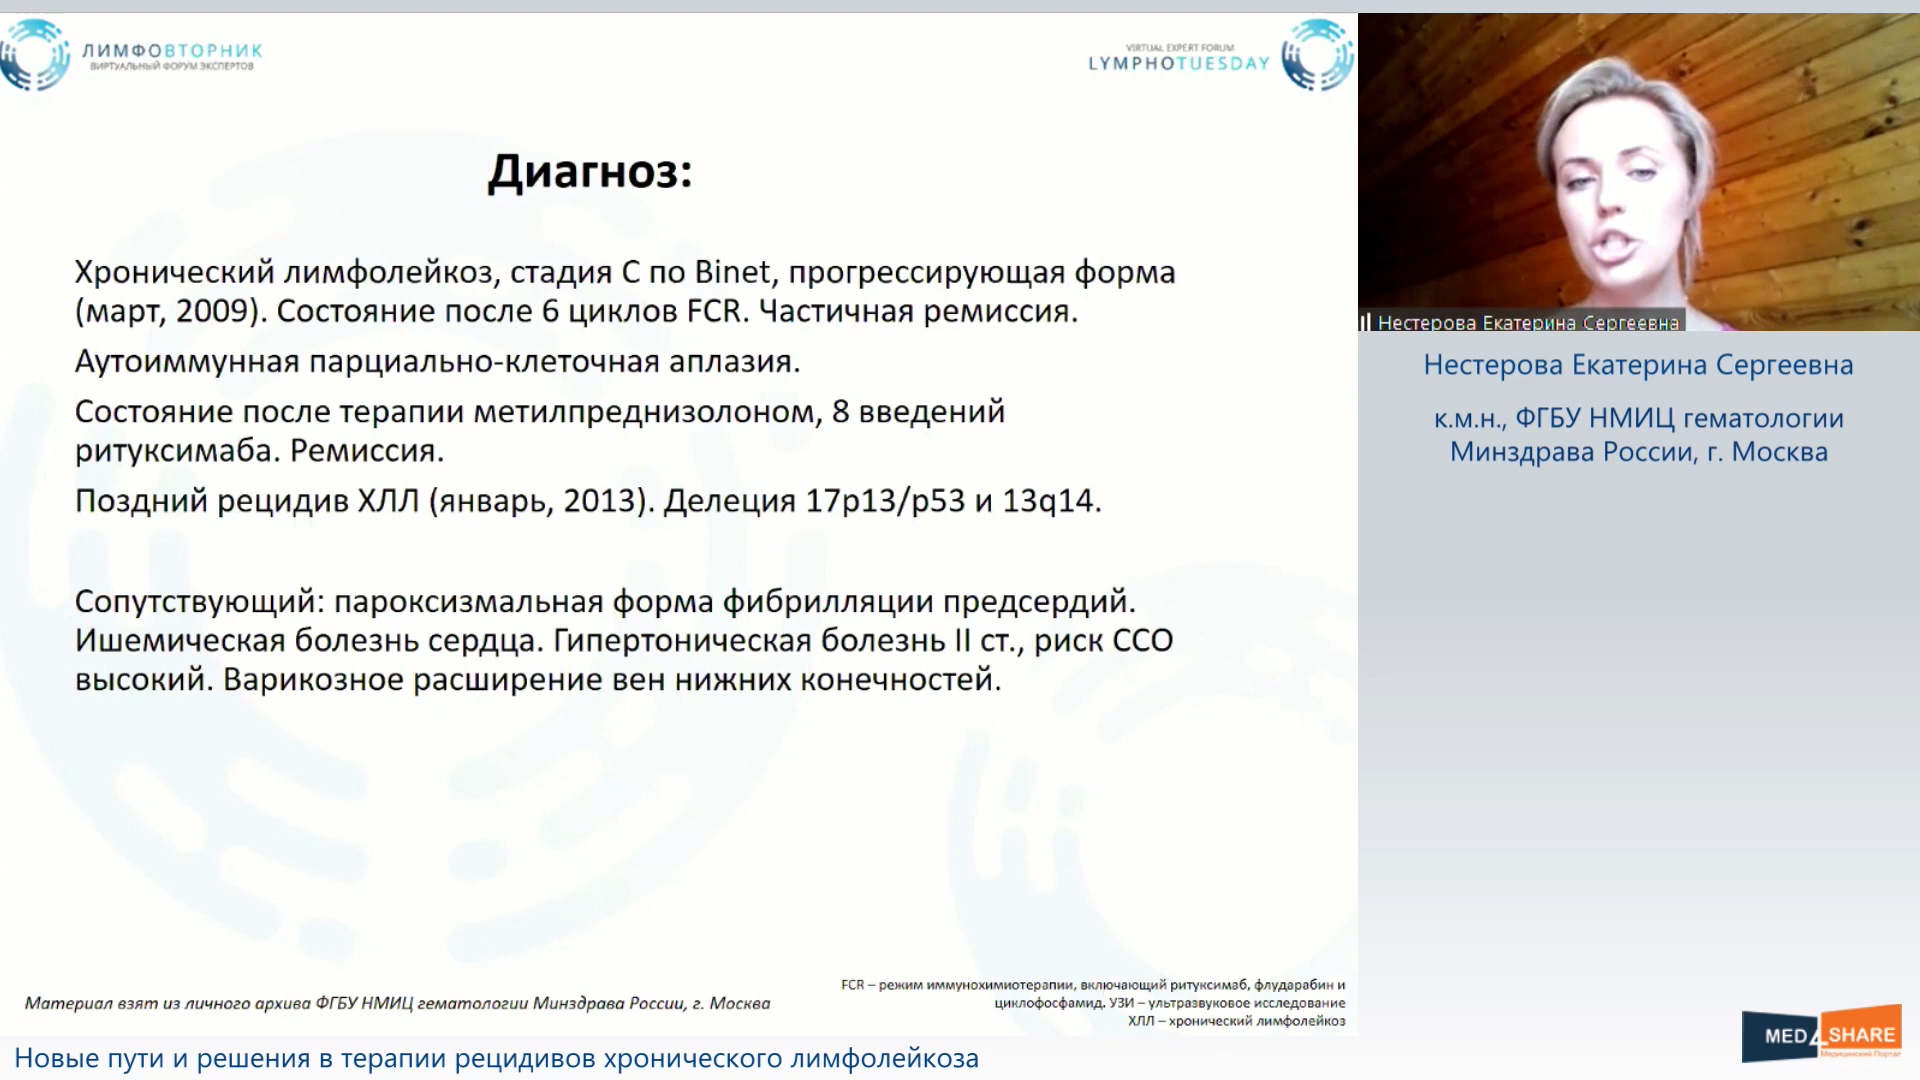 ЛИМФОВТОРНИК
ВИРТУАЛЬНЫЙ ФОРУМ ЭКСПЕРТОВ
VIRTUAL EXPERT FORUM
LYMPHOTUESDAY
Диагноз:
Хронический лимфолейкоз, стадия С по Binet, прогрессирующая форма
(март, 2009). Состояние после 6 циклов FCR. Частичная ремиссия.
Аутоиммунная парциально-клеточная аплазия.
Состояние после терапии метилпреднизолоном, 8 введений
ритуксимаба. Ремиссия.
Поздний рецидив ХЛЛ (январь, 2013). Делеция 17p13/p53 и 13q14.
Сопутствующий: пароксизмальная форма фибрилляции предсердий.
Ишемическая болезнь сердца. Гипертоническая болезнь II ст., риск ССО
высокий. Варикозное расширение вен нижних конечностей.
Материал взят из личного архива ФГБУ НМИЦ гематологии Минздрава России, г. Москва
FCR – режим иммунохимиотерапии, включающий ритуксимаб, флударабин и
циклофосфамид. УЗИ – ультразвуковое исследование
ХЛЛ – хронический лимфолейкоз
Нестерова Екатерина Сергеевна
Нестерова Екатерина Сергеевна
к.м.н., ФГБУ НМИЦ гематологии
Минздрава России, г. Москва
Новые пути и решения в терапии рецидивов хронического лимфолейкоза
MED4SHARE
Медицинский Портал